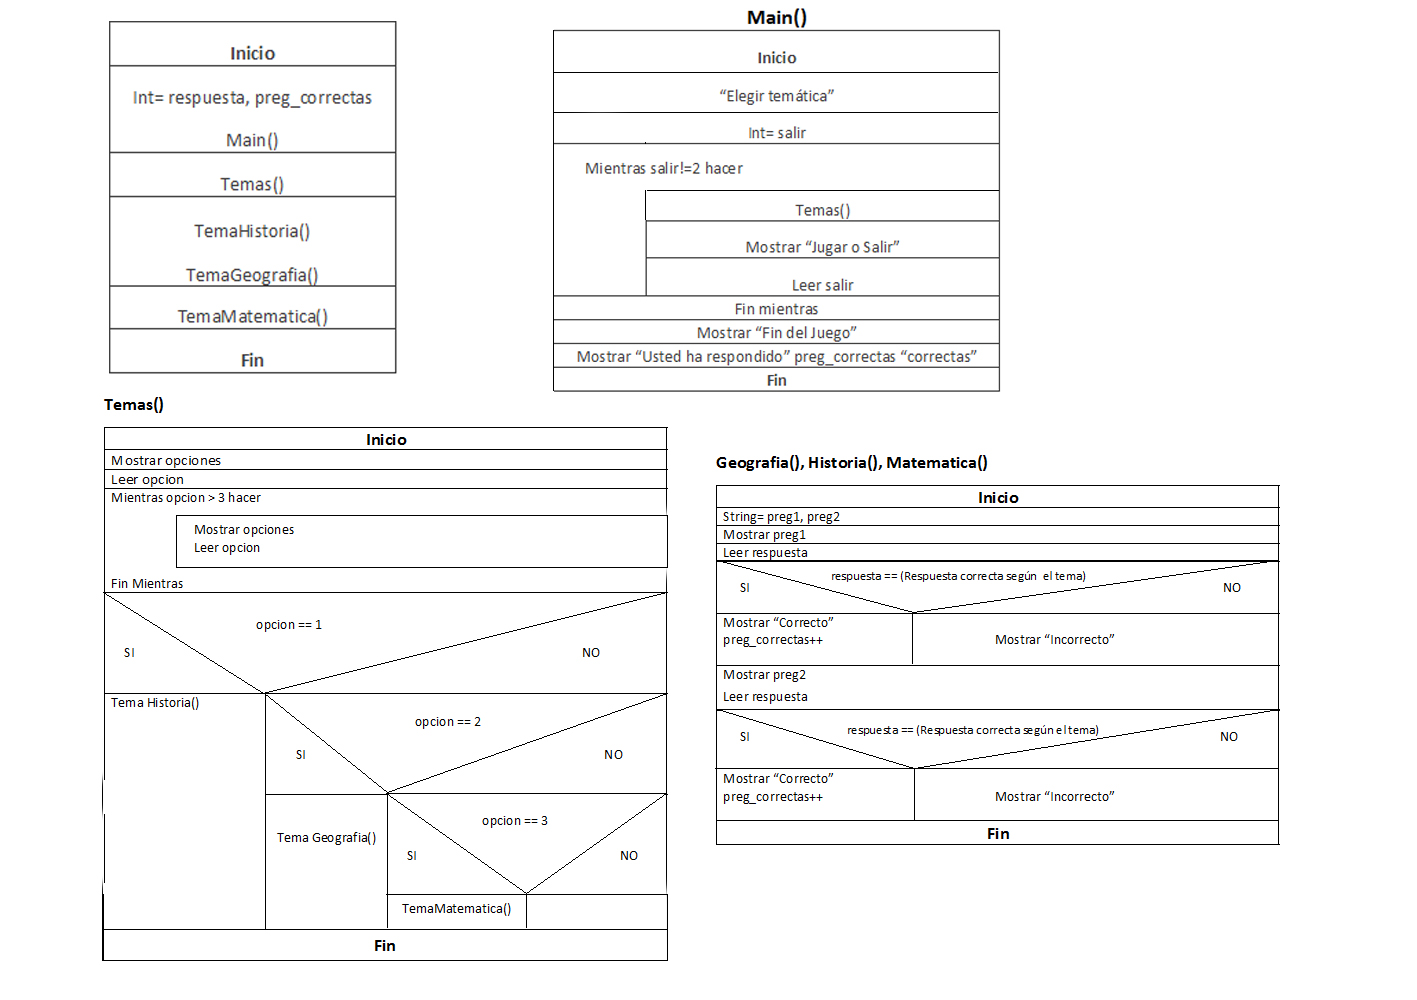 Inicio
Int= respuesta, preg_correctas
Main()
Temas()
TemaHistoria()
TemaGeografia()
TemaMatematica()
Fin
Main()
Inicio
“Elegir temática”
Int= salir
Mientras salir!=2 hacer
Temas()
Mostrar “Jugar o Salir”
Leer salir
Fin mientras
Mostrar “Fin del Juego”
Mostrar “Usted ha respondido” preg_correctas “correctas”
Fin
Temas()
Inicio
Mostrar opciones
Leer opcion
Mientras opcion > 3 hacer
Mostrar opciones
Leer opcion
Fin Mientras
opcion == 1
SI
NO
Tema Historia()
opcion == 2
SI
NO
Tema Geografia()
opcion == 3
SI
NO
TemaMatematica()
Fin
Geografia(), Historia(), Matematica()
Inicio
String= preg1, preg2
Mostrar preg1
Leer respuesta
respuesta == (Respuesta correcta según el tema)
SI
NO
Mostrar “Correcto”
preg_correctas++
Mostrar “Incorrecto”
Mostrar preg2
Leer respuesta
respuesta == (Respuesta correcta según el tema)
SI
NO
Mostrar “Correcto”
preg_correctas++
Mostrar “Incorrecto”
Fin